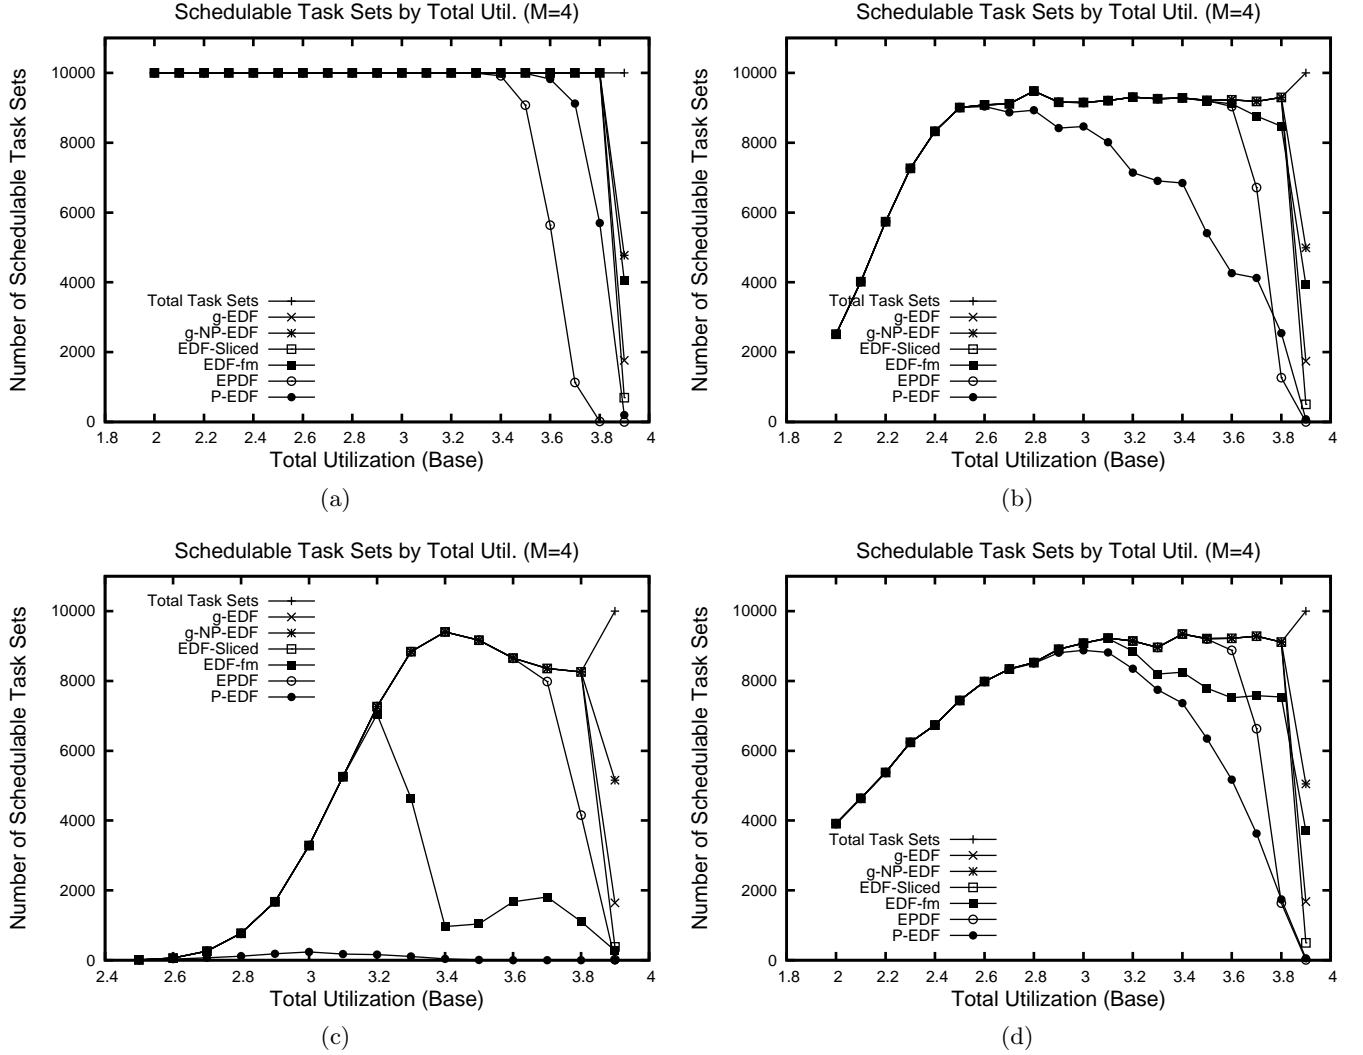 Schedulable Task Sets by Total Util. (M=4)
Number of Schedulable Task Sets
10000
8000
6000
4000
2000
0
Total Task Sets
g-EDF
g-NP-EDF
EDF-Sliced
EDF-fm
EPDF
P-EDF
1.8 2 2.2 2.4 2.6 2.8 3 3.2 3.4 3.6 3.8 4
Total Utilization (Base)
(a)
Schedulable Task Sets by Total Util. (M=4)
Number of Schedulable Task Sets
10000
8000
6000
4000
2000
0
Total Task Sets
g-EDF
g-NP-EDF
EDF-Sliced
EDF-fm
EPDF
P-EDF
1.8 2 2.2 2.4 2.6 2.8 3 3.2 3.4 3.6 3.8 4
Total Utilization (Base)
(b)
Schedulable Task Sets by Total Util. (M=4)
Number of Schedulable Task Sets
10000
8000
6000
4000
2000
0
Total Task Sets
g-EDF
g-NP-EDF
EDF-Sliced
EDF-fm
EPDF
P-EDF
2.4 2.6 2.8 3 3.2 3.4 3.6 3.8 4
Total Utilization (Base)
(c)
Schedulable Task Sets by Total Util. (M=4)
Number of Schedulable Task Sets
10000
8000
6000
4000
2000
0
Total Task Sets
g-EDF
g-NP-EDF
EDF-Sliced
EDF-fm
EPDF
P-EDF
1.8 2 2.2 2.4 2.6 2.8 3 3.2 3.4 3.6 3.8 4
Total Utilization (Base)
(d)